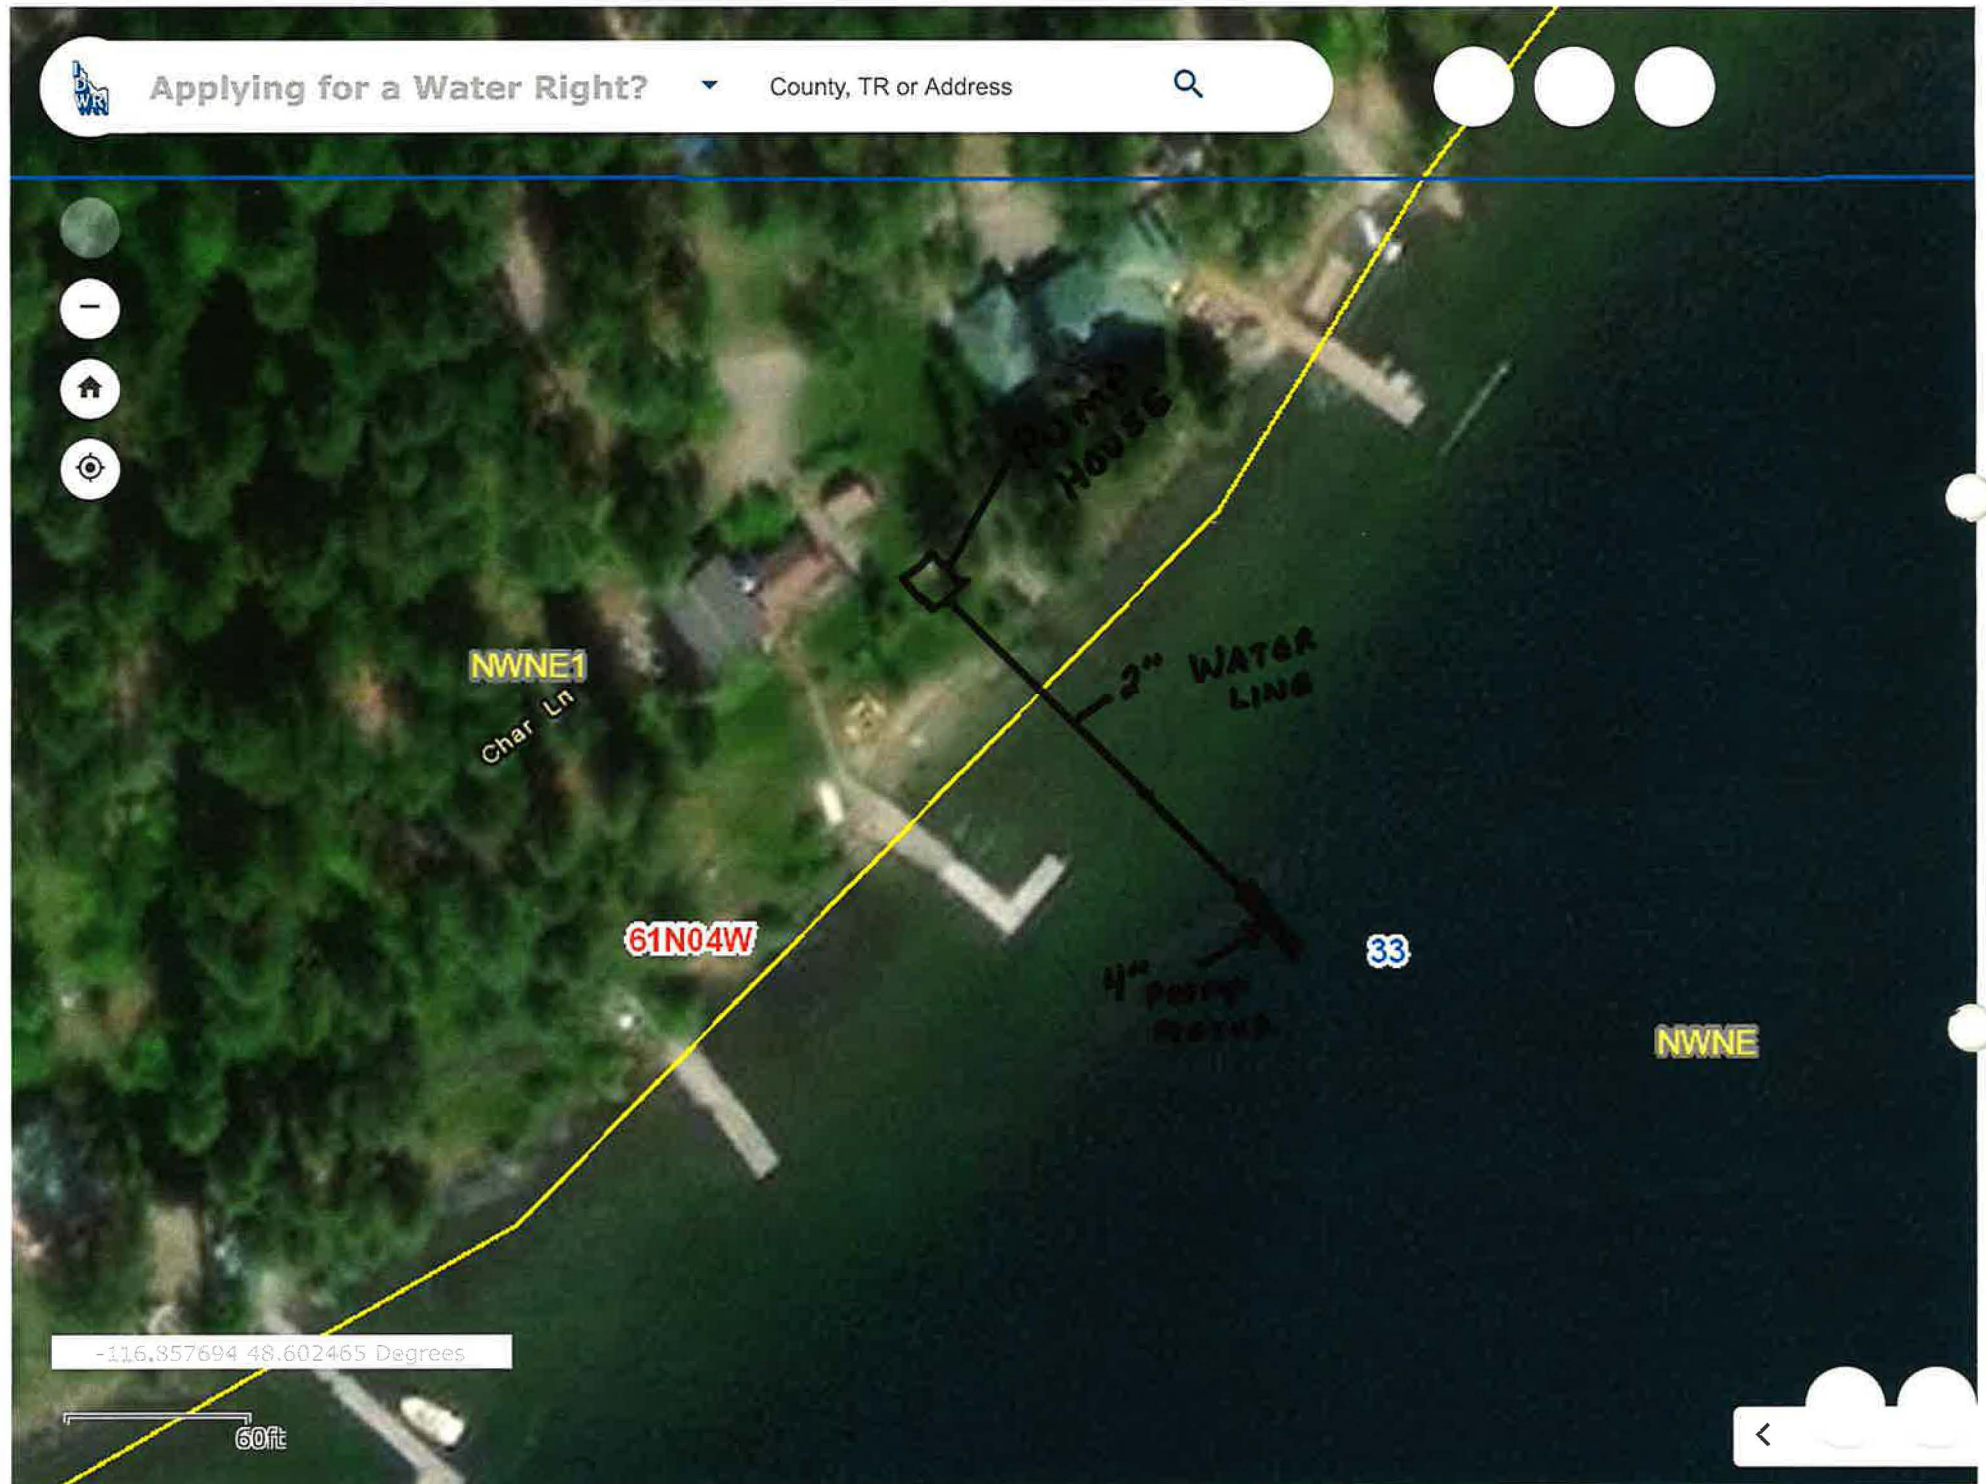 IDWR
Applying for a Water Right?
County, TR or Address
PUMP
HOUSE
2" WATER
LINE
NWNE1
Char Ln
61N04W
33
4"
NWNE
-116.857694 48.602465 Degrees
60ft